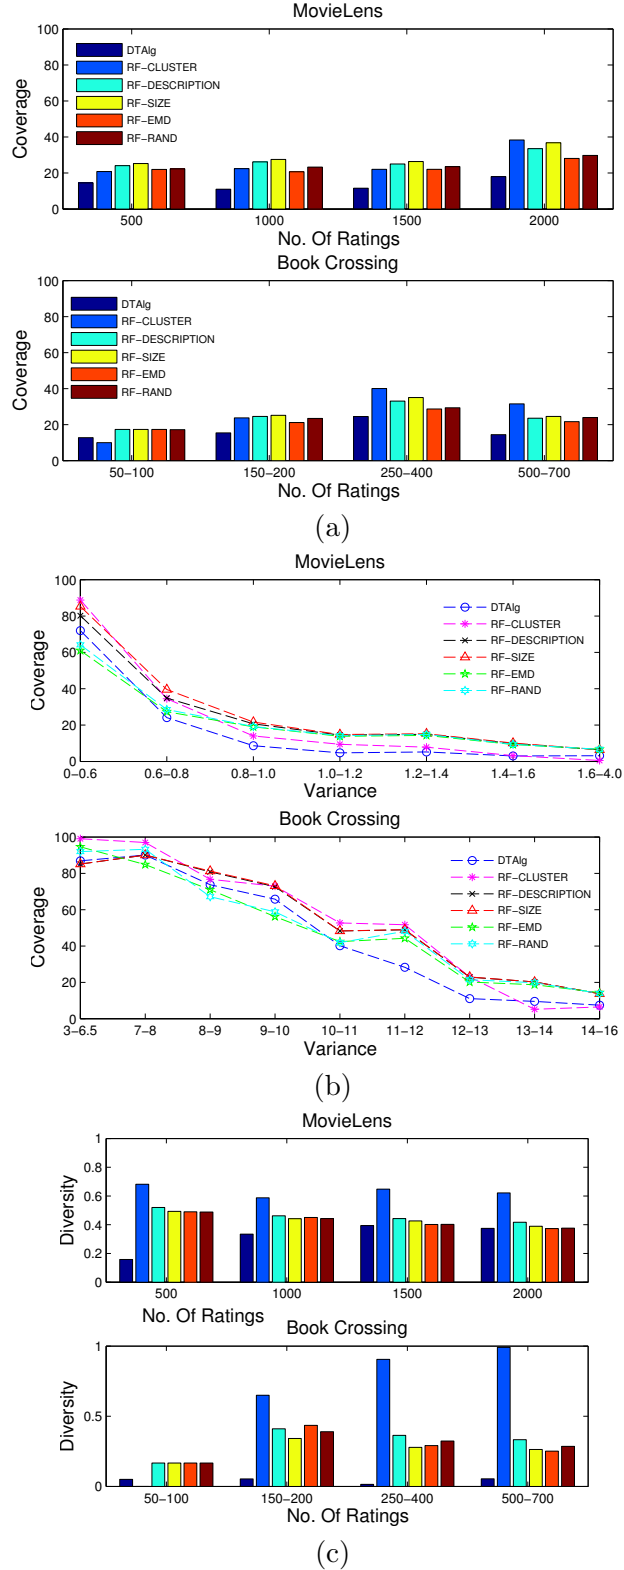 MovieLens
100
80
60
40
20
0
Coverage
DTAlg
RF−CLUSTER
RF−DESCRIPTION
RF−SIZE
RF−EMD
RF−RAND
500 1000 1500 2000
No. Of Ratings
Book Crossing
100
80
60
40
20
0
Coverage
DTAlg
RF−CLUSTER
RF−DESCRIPTION
RF−SIZE
RF−EMD
RF−RAND
50−100 150−200 250−400 500−700
No. Of Ratings
(a)
MovieLens
100
80
60
40
20
0
Coverage
DTAlg
RF−CLUSTER
RF−DESCRIPTION
RF−SIZE
RF−EMD
RF−RAND
0−0.6 0.6−0.8 0.8−1.0 1.0−1.2 1.2−1.4 1.4−1.6 1.6−4.0
Variance
Book Crossing
100
80
60
40
20
0
Coverage
DTAlg
RF−CLUSTER
RF−DESCRIPTION
RF−SIZE
RF−EMD
RF−RAND
3−6.5 7−8 8−9 9−10 10−11 11−12 12−13 13−14 14−16
Variance
(b)
MovieLens
1
0.8
0.6
0.4
0.2
0
Diversity
500 1000 1500 2000
No. Of Ratings
Book Crossing
1
0.5
0
Diversity
50−100 150−200 250−400 500−700
No. Of Ratings
(c)